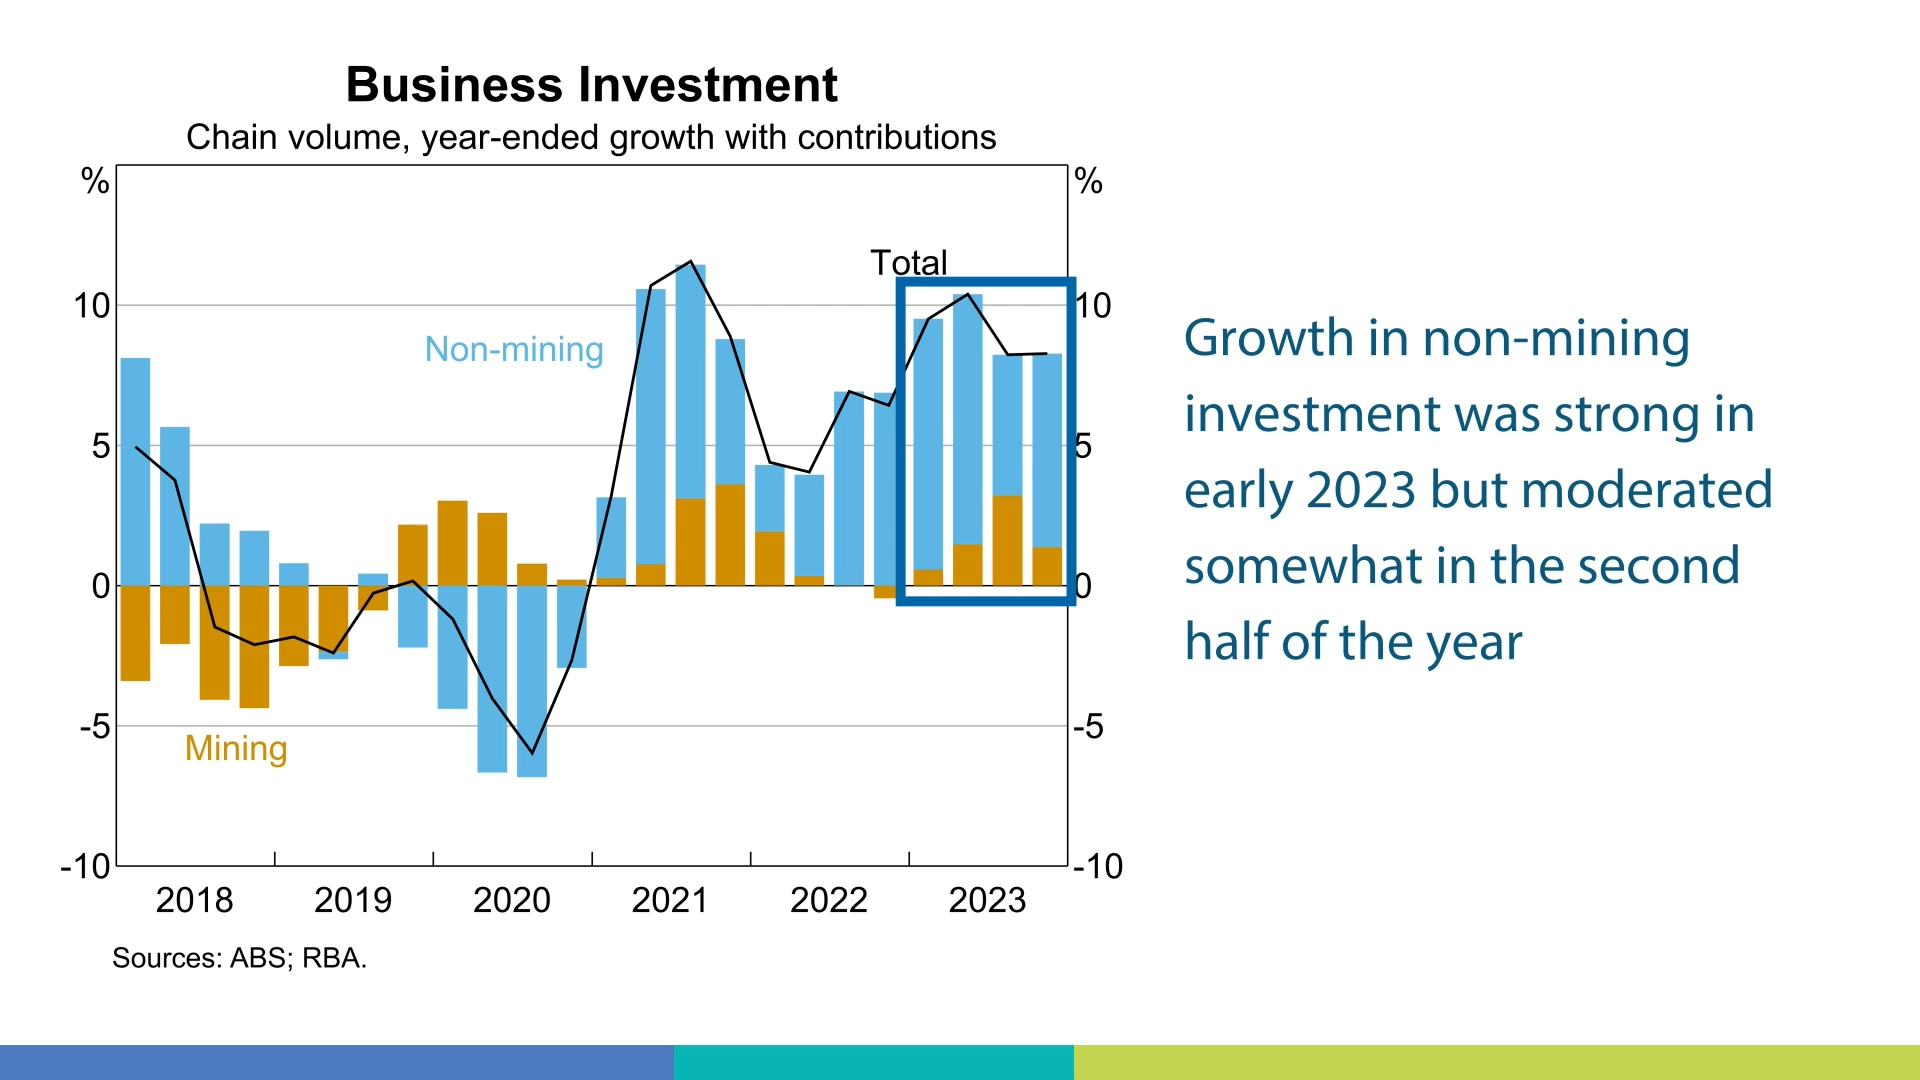 Business Investment
Chain volume, year-ended growth with contributions
% %
Total
10 10
Non-mining
5 5
0 0
-5 -5
Mining
-10 -10
2018 2019 2020 2021 2022 2023
Sources: ABS; RBA.
Growth in non-mining
investment was strong in
early 2023 but moderated
somewhat in the second
half of the year